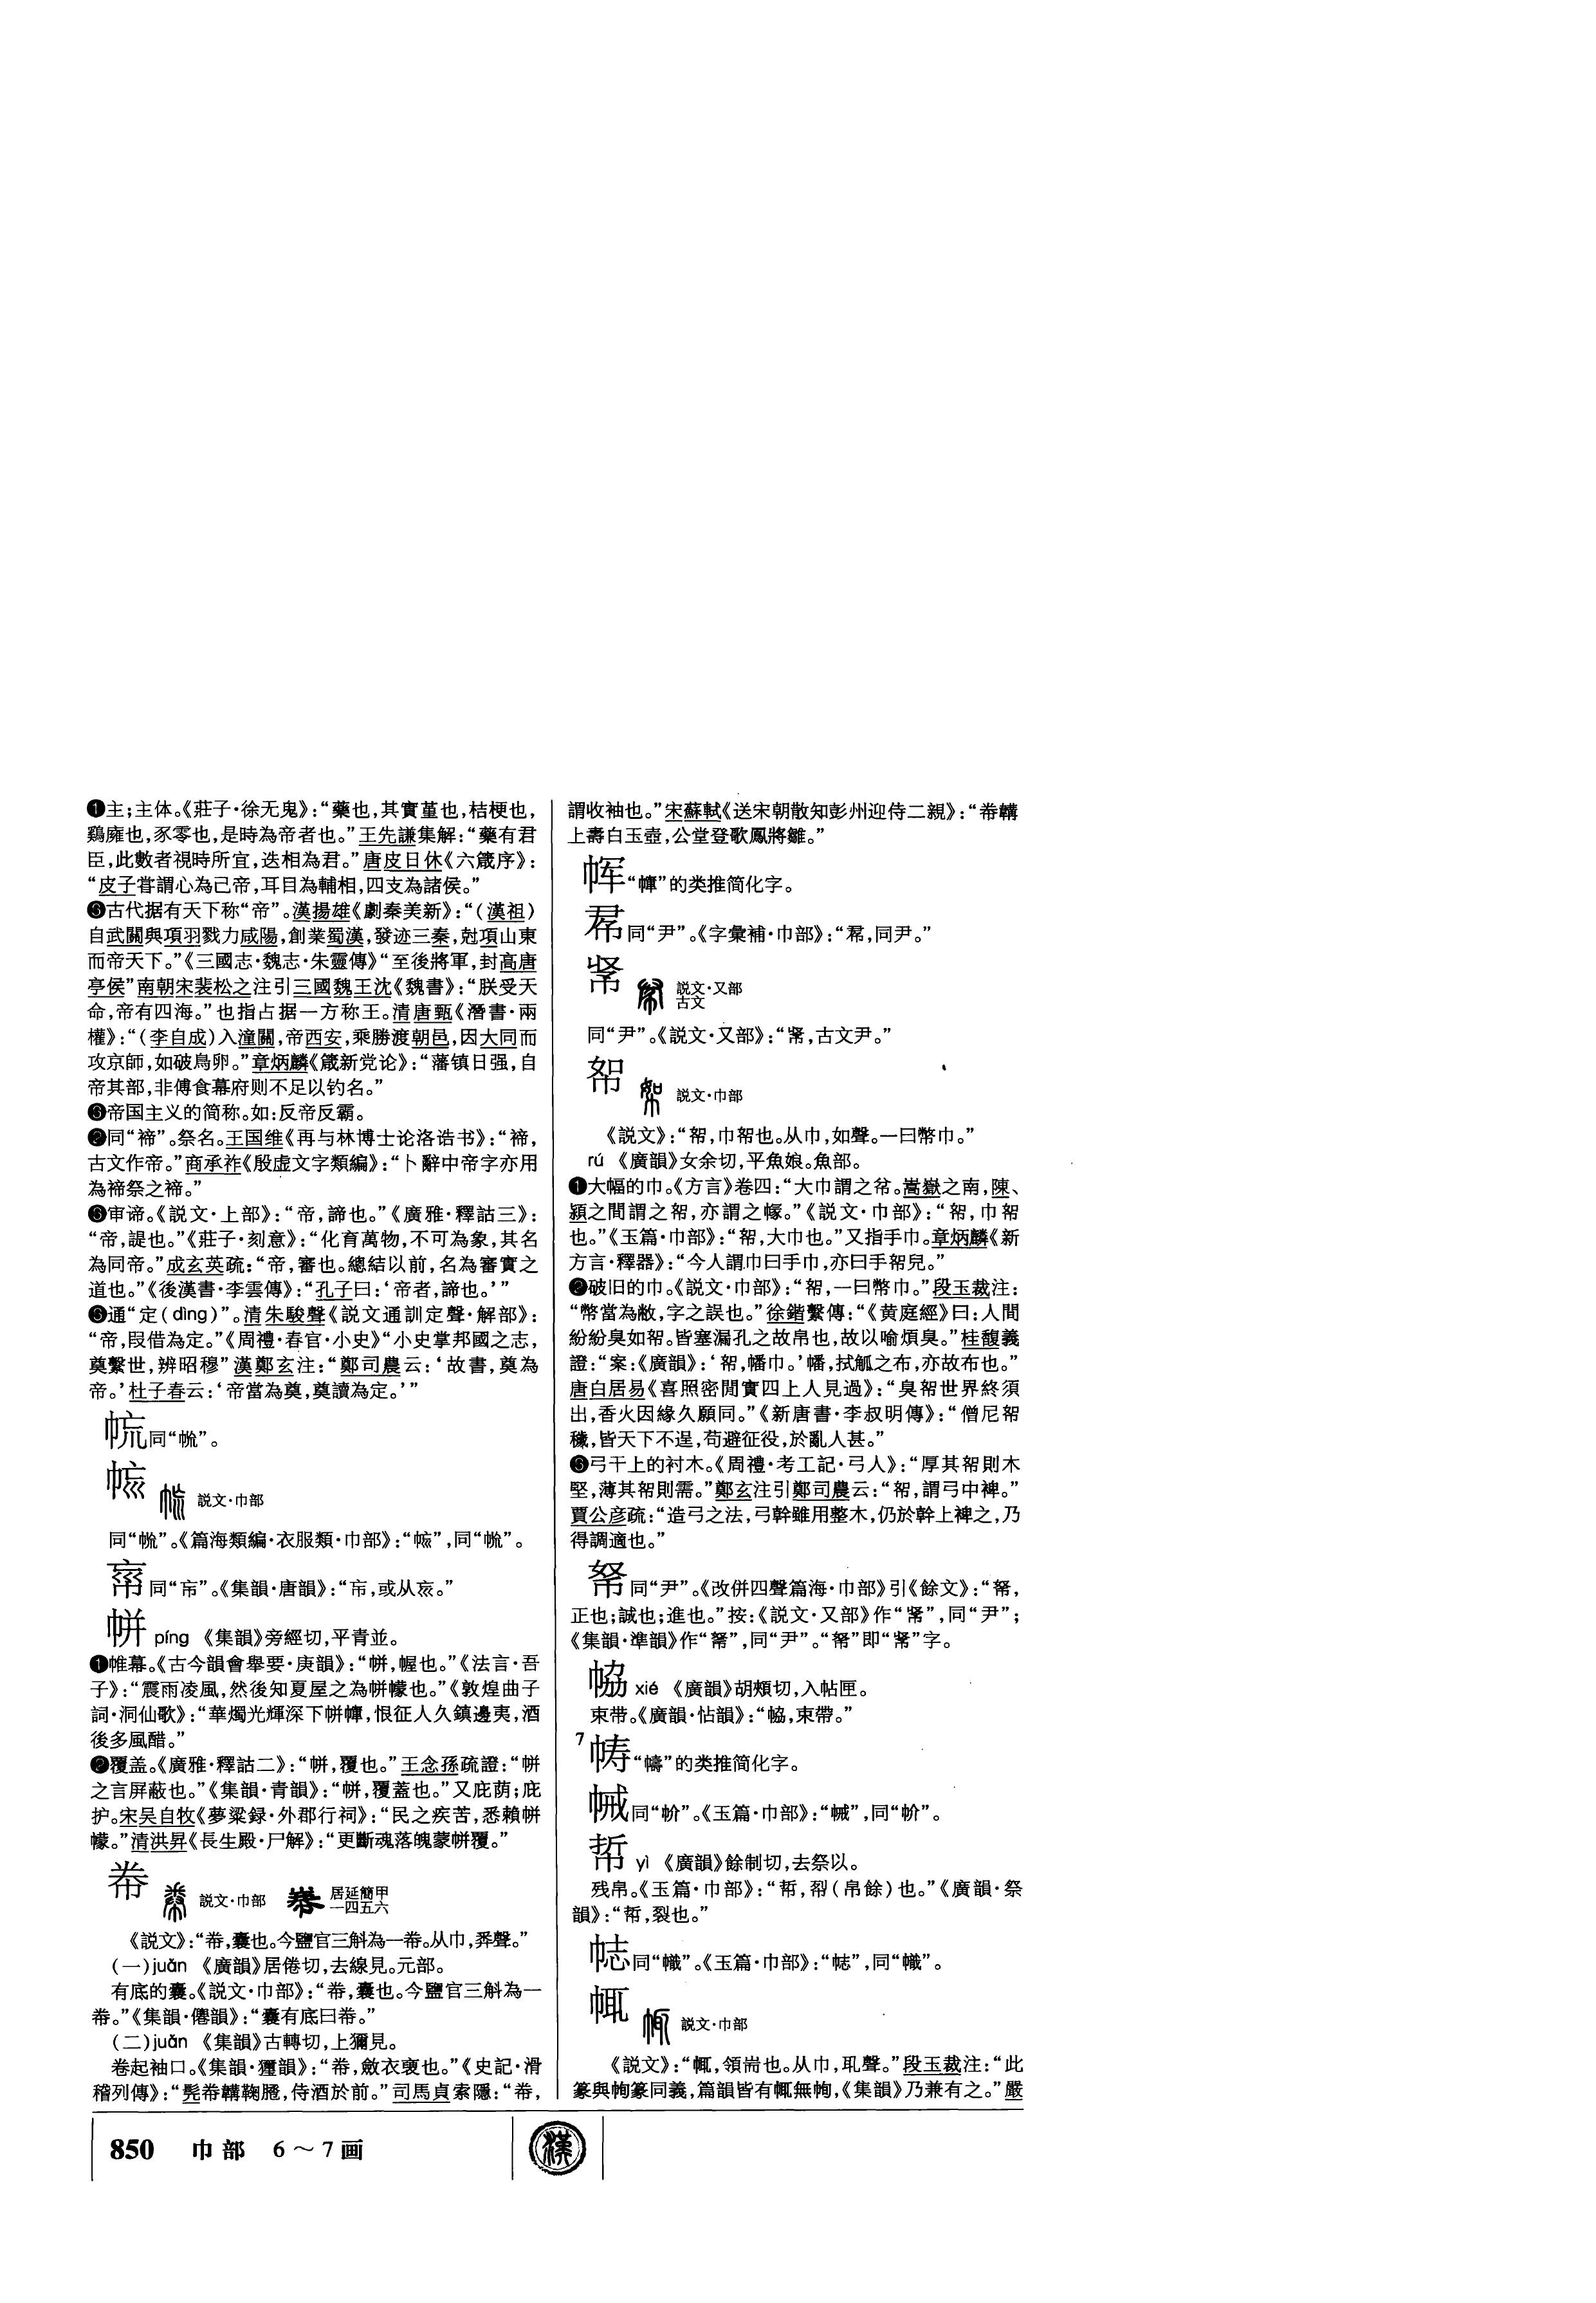 ❶主;主体。《莊子·徐无鬼》:“藥也,其實堇也,桔梗也,
鷄廱也,豕零也,是時為帝者也。”王先謙集解:“藥有君
臣,此數者視時所宜,迭相為君。”唐皮日休《六箴序》:
“皮子嘗謂心為己帝,耳目為輔相,四支為諸侯。”
❻古代据有天下称“帝”。漢揚雄《劇秦美新》:“(漢祖)
自武關與項羽戮力咸陽,創業蜀漢,發迹三秦,尅項山東
而帝天下。”《三國志·魏志·朱靈傳》“至後將軍,封高唐
亭侯”南朝宋裴松之注引三國魏王沈《魏書》:“朕受天
命,帝有四海。”也指占据一方称王。清唐甄《潛書·兩
權》:“(李自成)入潼關,帝西安,乘勝渡朝邑,因大同而
攻京師,如破鳥卵。”章炳麟《箴新党论》:“藩镇日强,自
帝其部,非傅食幕府则不足以钓名。”
帝国主义的简称。如:反帝反霸。
同“禘”。祭名。王国维《再与林博士论洛诰书》:“禘,
古文作帝。”商承祚《殷虚文字類編》:“卜辭中帝字亦用
為禘祭之禘。”
审谛。《説文·上部》:“帝,諦也。”《廣雅·釋詁三》:
“帝,諟也。”《莊子·刻意》:“化育萬物,不可為象,其名
為同帝。”成玄英疏:“帝,審也。總結以前,名為審實之
道也。”《後漢書·李雲傳》:“孔子曰:‘帝者,諦也。’”
通“定(dìng)”。清朱駿聲《説文通訓定聲·解部》:
“帝,叚借為定。”《周禮·春官·小史》“小史掌邦國之志,
奠繫世,辨昭穆”漢鄭玄注:“鄭司農云:‘故書,奠為
帝。’杜子春云:‘帝當為奠,奠讀為定。’”
㡆同“㡃”。
説文·巾部
同“㡃”。《篇海類編·衣服類·巾部》:同“㡃”。
同“㠵”。《集韻·唐韻》:“㠵,或从㐬。”
帡 píng 《集韻》旁經切,平青並。
❶帷幕。《古今韻會舉要·庚韻》:“帡,幄也。”《法言·吾
子》:“震雨凌風,然後知夏屋之為帡幪也。”《敦煌曲子
詞·洞仙歌》:“華燭光輝深下帡幃,恨征人久鎮邊夷,酒
後多風醋。”
❷覆盖。《廣雅·釋詁二》:“帡,覆也。”王念孫疏證:“帡
之言屏蔽也。”《集韻·青韻》:“帡,覆蓋也。”又庇荫;庇
护。宋吴自牧《夢粱録·外郡行祠》:“民之疾苦,悉賴帡
幪。”清洪昇《長生殿·尸解》:“更斷魂落魄蒙帡覆。”
帣 説文·巾部 居延簡甲一四五六
《説文》:“帣,囊也。今鹽官三斛為一帣。从巾,𢍏聲。”
(一)juǎn 《廣韻》居倦切,去線見。元部。
有底的囊。《説文·巾部》:“帣,囊也。今鹽官三斛為一
帣。”《集韻·僊韻》:“囊有底曰帣。”
(二)juǎn 《集韻》古轉切,上獮見。
卷起袖口。《集韻·獮韻》:“帣,斂衣褎也。”《史記·滑
稽列傳》:“髡帣韝鞠䠆,侍酒於前。”司馬貞索隱:“帣,
謂收袖也。”宋蘇軾《送宋朝散知彭州迎侍二親》:“帣韝
上壽白玉壺,公堂登歌鳳將雛。”
㡓“㡓”的类推简化字。
同“尹”。《字彙補·巾部》:同尹。”
説文·又部
古文
同“尹”。《説文·又部》:古文尹。”
帤 説文·巾部
《説文》:“帤,巾帤也。从巾,如聲。一曰幣巾。”
rú 《廣韻》女余切,平魚娘。魚部。
❶大幅的巾。《方言》卷四:“大巾謂之㡋。嵩嶽之南,陳、
潁之間謂之帤,亦謂之幏。”《説文·巾部》:“帤,巾帤
也。”《玉篇·巾部》:“帤,大巾也。”又指手巾。章炳麟《新
方言·釋器》:“今人謂巾曰手巾,亦曰手帤兒。”
❷破旧的巾。《説文·巾部》:“帤,一曰幣巾。”段玉裁注:
“幣當為敝,字之誤也。”徐鍇繫傳:“《黄庭經》曰:人間
紛紛臭如帤。皆塞漏孔之故帛也,故以喻煩臭。”桂馥義
證:“案:《廣韻》:‘帤,幡巾。’幡,拭觚之布,亦故布也。”
唐白居易《喜照密閒實四上人見過》:“臭帤世界終須
出,香火因緣久願同。”《新唐書·李叔明傳》:“僧尼帤
穢,皆天下不逞,苟避征役,於亂人甚。”
❸弓干上的衬木。《周禮·考工記·弓人》:“厚其帤則木
堅,薄其帤則需。”鄭玄注引鄭司農云:“帤,謂弓中裨。”
賈公彦疏:“造弓之法,弓幹雖用整木,仍於幹上裨之,乃
得調適也。”
同“尹”。《改併四聲篇海·巾部》引《餘文》:
正也;誠也;進也。”按:《説文·又部》作同“尹”;
《集韻·準韻》作同“尹”。即字。
㡇 xié 《廣韻》胡頰切,入帖匣。
束带。《廣韻·怗韻》:“㡇,束帶。”
7
帱“幬”的类推简化字。
同“㡈”。《玉篇·巾部》:同“㡈”。
㡂 yì 《廣韻》餘制切,去祭以。
残帛。《玉篇·巾部》:(帛餘)也。”《廣韻·祭
韻》:裂也。”
㡠同“幟”。《玉篇·巾部》:同“幟”。
㡊 説文·巾部
《説文》:“㡊,領耑也。从巾,耴聲。”段玉裁注:“此
篆與㡒篆同義,篇韻皆有㡊無㡒,《集韻》乃兼有之。”嚴
850 巾部 6～7画
漢